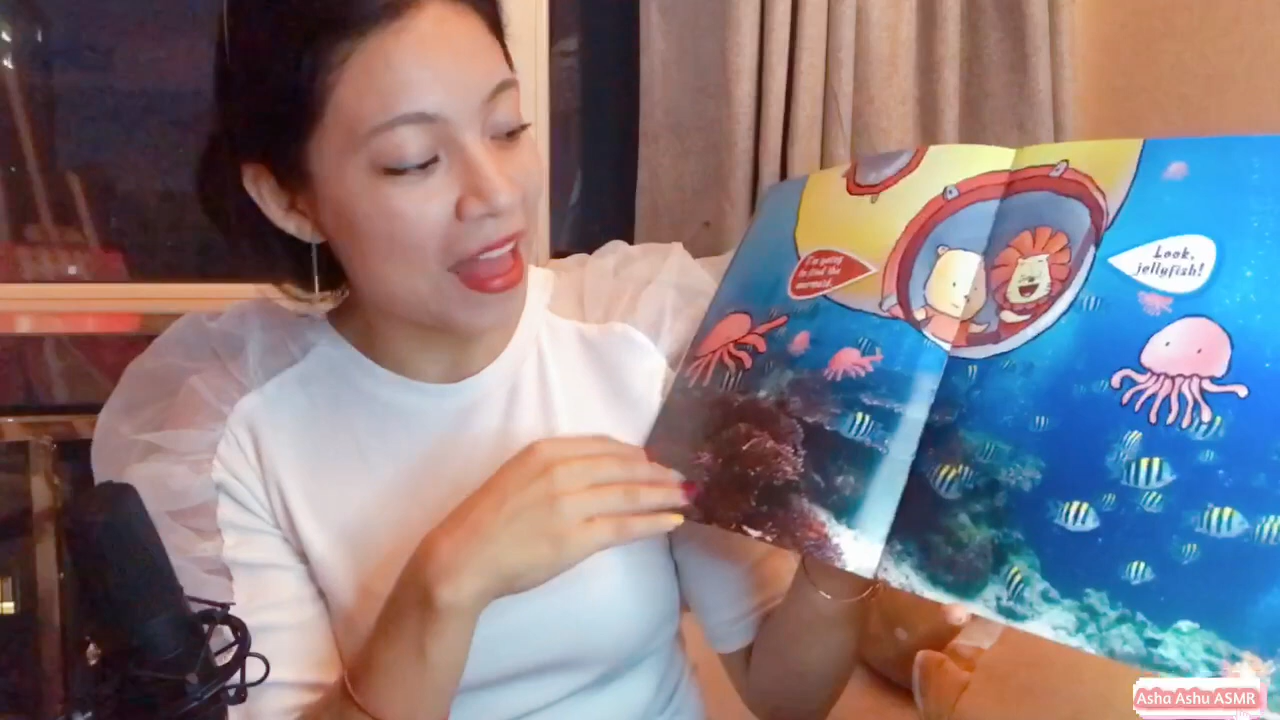 I'm going
to find the
mermaid.
Look,
jellyfish!
Asha Ashu ASMR